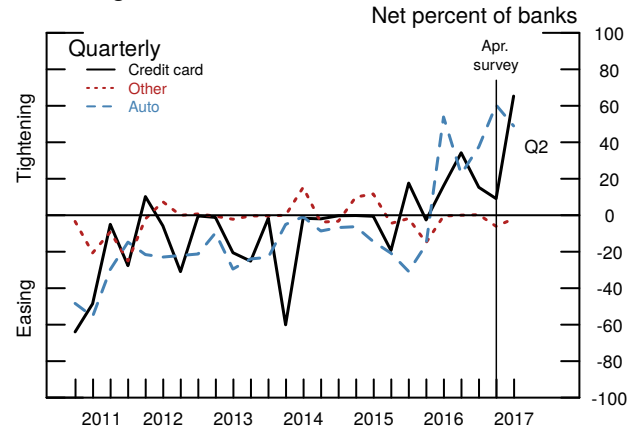 Net percent of banks
Quarterly
Credit card
Other
Auto
Apr.
survey
Q2
Tightening
Easing
100
80
60
40
20
0
-20
-40
-60
-80
-100
2011 2012 2013 2014 2015 2016 2017